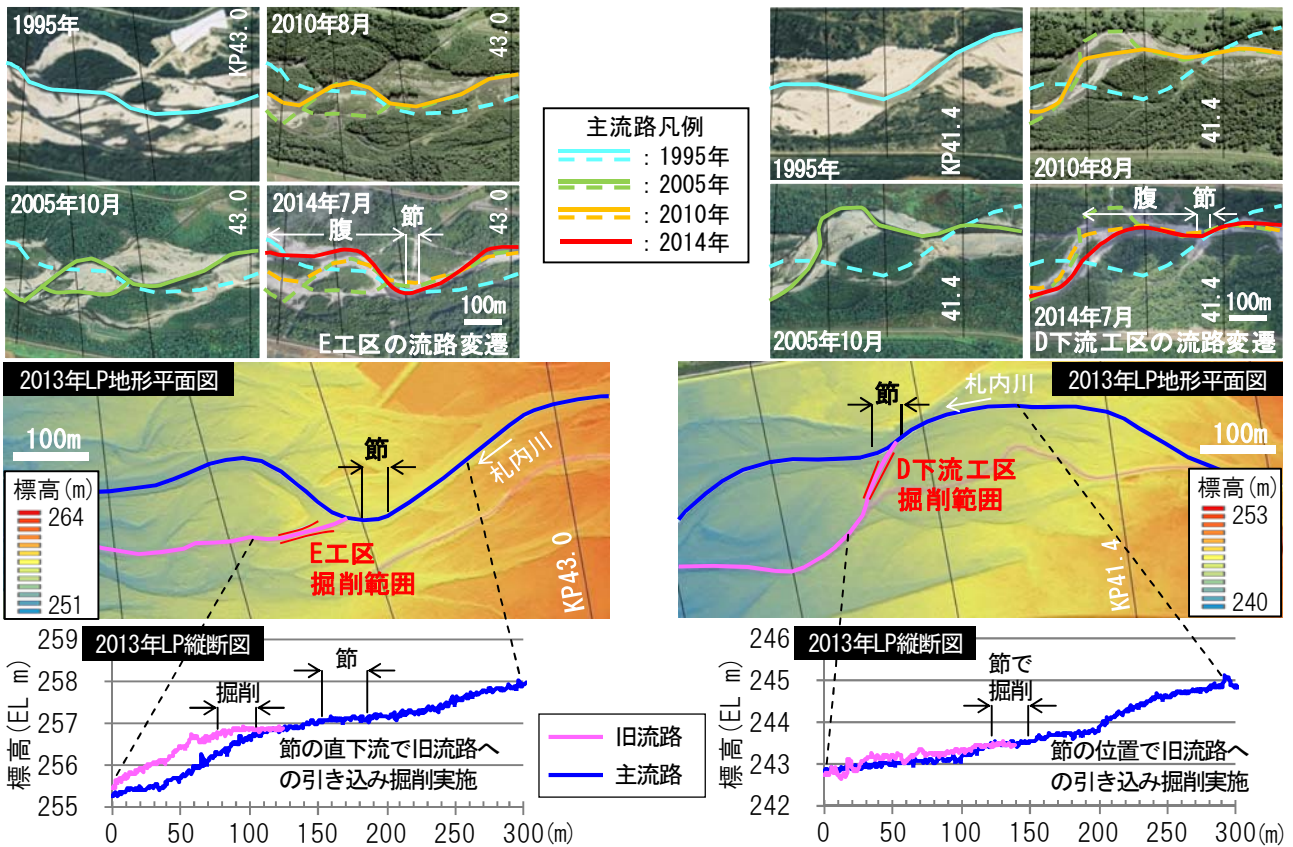 1995年
KP43.0
2010年8月
43.0
2005年10月
43.0
2014年7月
腹
節
43.0
100m
E工区の流路変遷
主流路凡例
：1995年
：2005年
：2010年
：2014年
1995年
KP41.4
2010年8月
41.4
2005年10月
41.4
2014年7月
腹
節
41.4
100m
D下流工区の流路変遷
2013年LP地形平面図
100m
標高(m)
264
251
節
札内川
E工区
掘削範囲
KP43.0
2013年LP地形平面図
100m
標高(m)
253
240
節
札内川
D下流工区
掘削範囲
KP41.4
2013年LP縦断図
標高(EL m)
259
258
257
256
255
0
50
100
150
200
250
300(m)
掘削
節
節の直下流で旧流路へ
の引き込み掘削実施
旧流路
主流路
2013年LP縦断図
標高(EL m)
246
245
244
243
242
0
50
100
150
200
250
300(m)
節で
掘削
節の位置で旧流路へ
の引き込み掘削実施